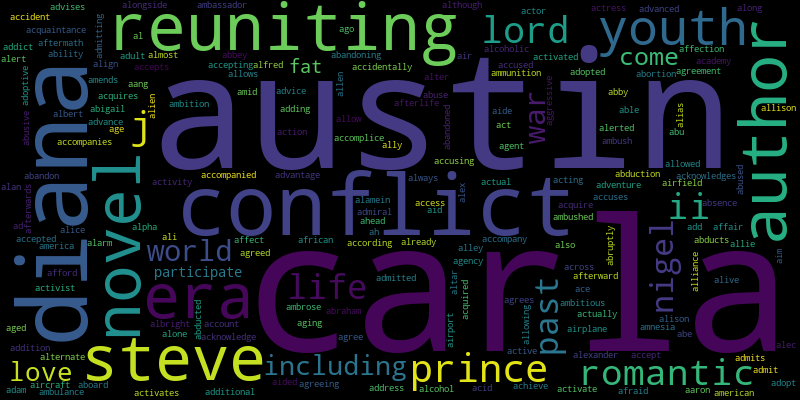 advises alongside ambassador although actor actress advanced along
accident al ago adopted affection academy
reuniting lord youth author
acquaintance aftermath admitting adult almost abbey abandoning alcoholic activated come
addict ability alert adoptive align accepts accepting alfred air accidentally accused abortion agreement
fat allows allen alter ammunition
diana austin
amends aang acquires amid advice abuse afterlife abandoned war aggressive abby alias allison
abusive albert abigail alien ambition adding allow aide able abu
advance age j action accomplice ally act alerted ambush
accompanies accompanied advantage accusing agent abduction allowed acknowledges abused
abandon activity always actual acting adventure airfield
alam afterwards alice alpha novel conflict alex accuses absence
alamein access acquire ii
admiral aid ambushed add affair
ad accepted alarm ali ahead ah according already alley accompany also abruptly nigel abducts allie
america affect african agreed
world agency across alliance aim
afford participate admitted afterward alive
activist era carla life past altar acquired agrees ace ambitious
aged albright account ambrose abraham airport allowing actually
abducted alone acknowledge aging agree airplane alison amnesia abe alec
addition alternate steve active alexander accept admits
love including prince romantic admit
adam aircraft aboard aided agreeing address alcohol acid achieve activate afraid aaron american adopt
ambulance activates additional